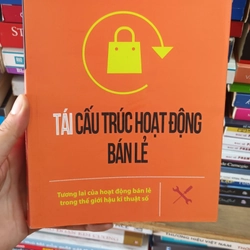 TÁI CẤU TRÚC HOẠT ĐỘNG
BÁN LẺ
Tương lai của hoạt động bán lẻ
trong thế giới hậu kĩ thuật số